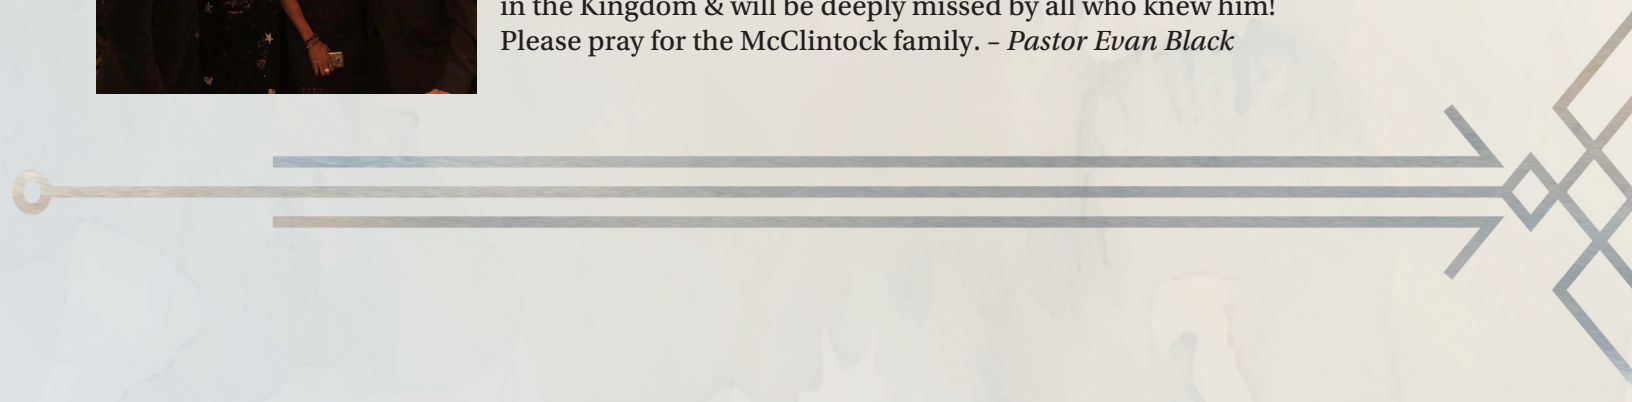 in the Kingdom & will be deeply missed by all who knew him!
Please pray for the McClintock family. – Pastor Evan Black